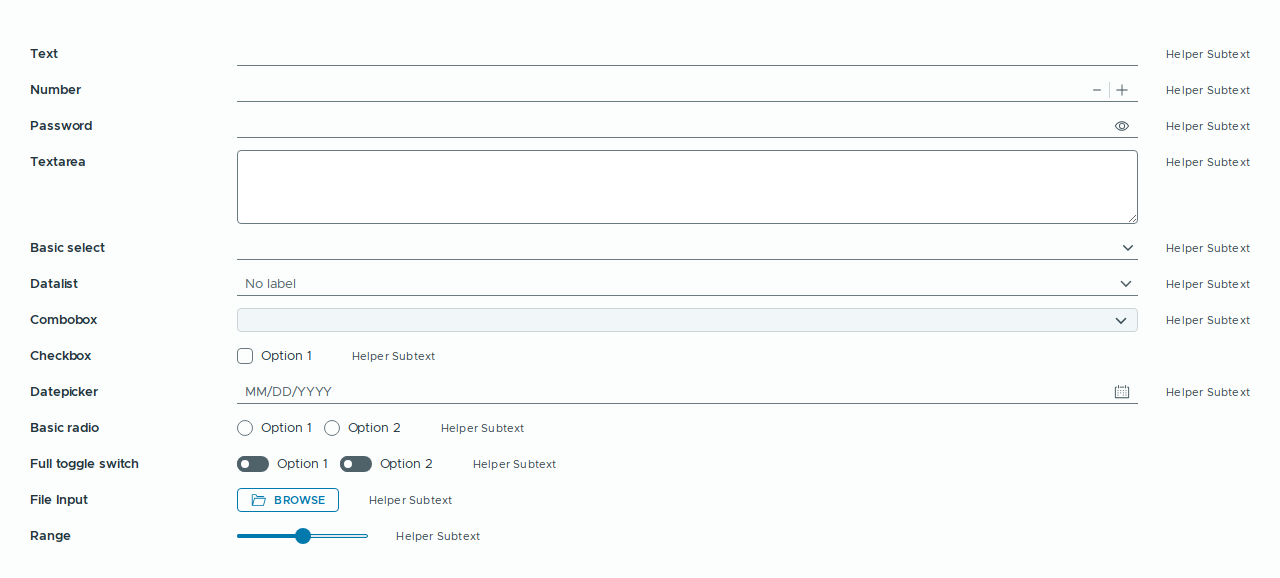 Text Helper Subtext
Number Helper Subtext
Password Helper Subtext
Textarea Helper Subtext
Basic select Helper Subtext
Datalist No label Helper Subtext
Combobox Helper Subtext
Checkbox Option 1 Helper Subtext
Datepicker MM/DD/YYYY Helper Subtext
Basic radio Option 1 Option 2 Helper Subtext
Full toggle switch Option 1 Option 2 Helper Subtext
File Input BROWSE Helper Subtext
Range Helper Subtext